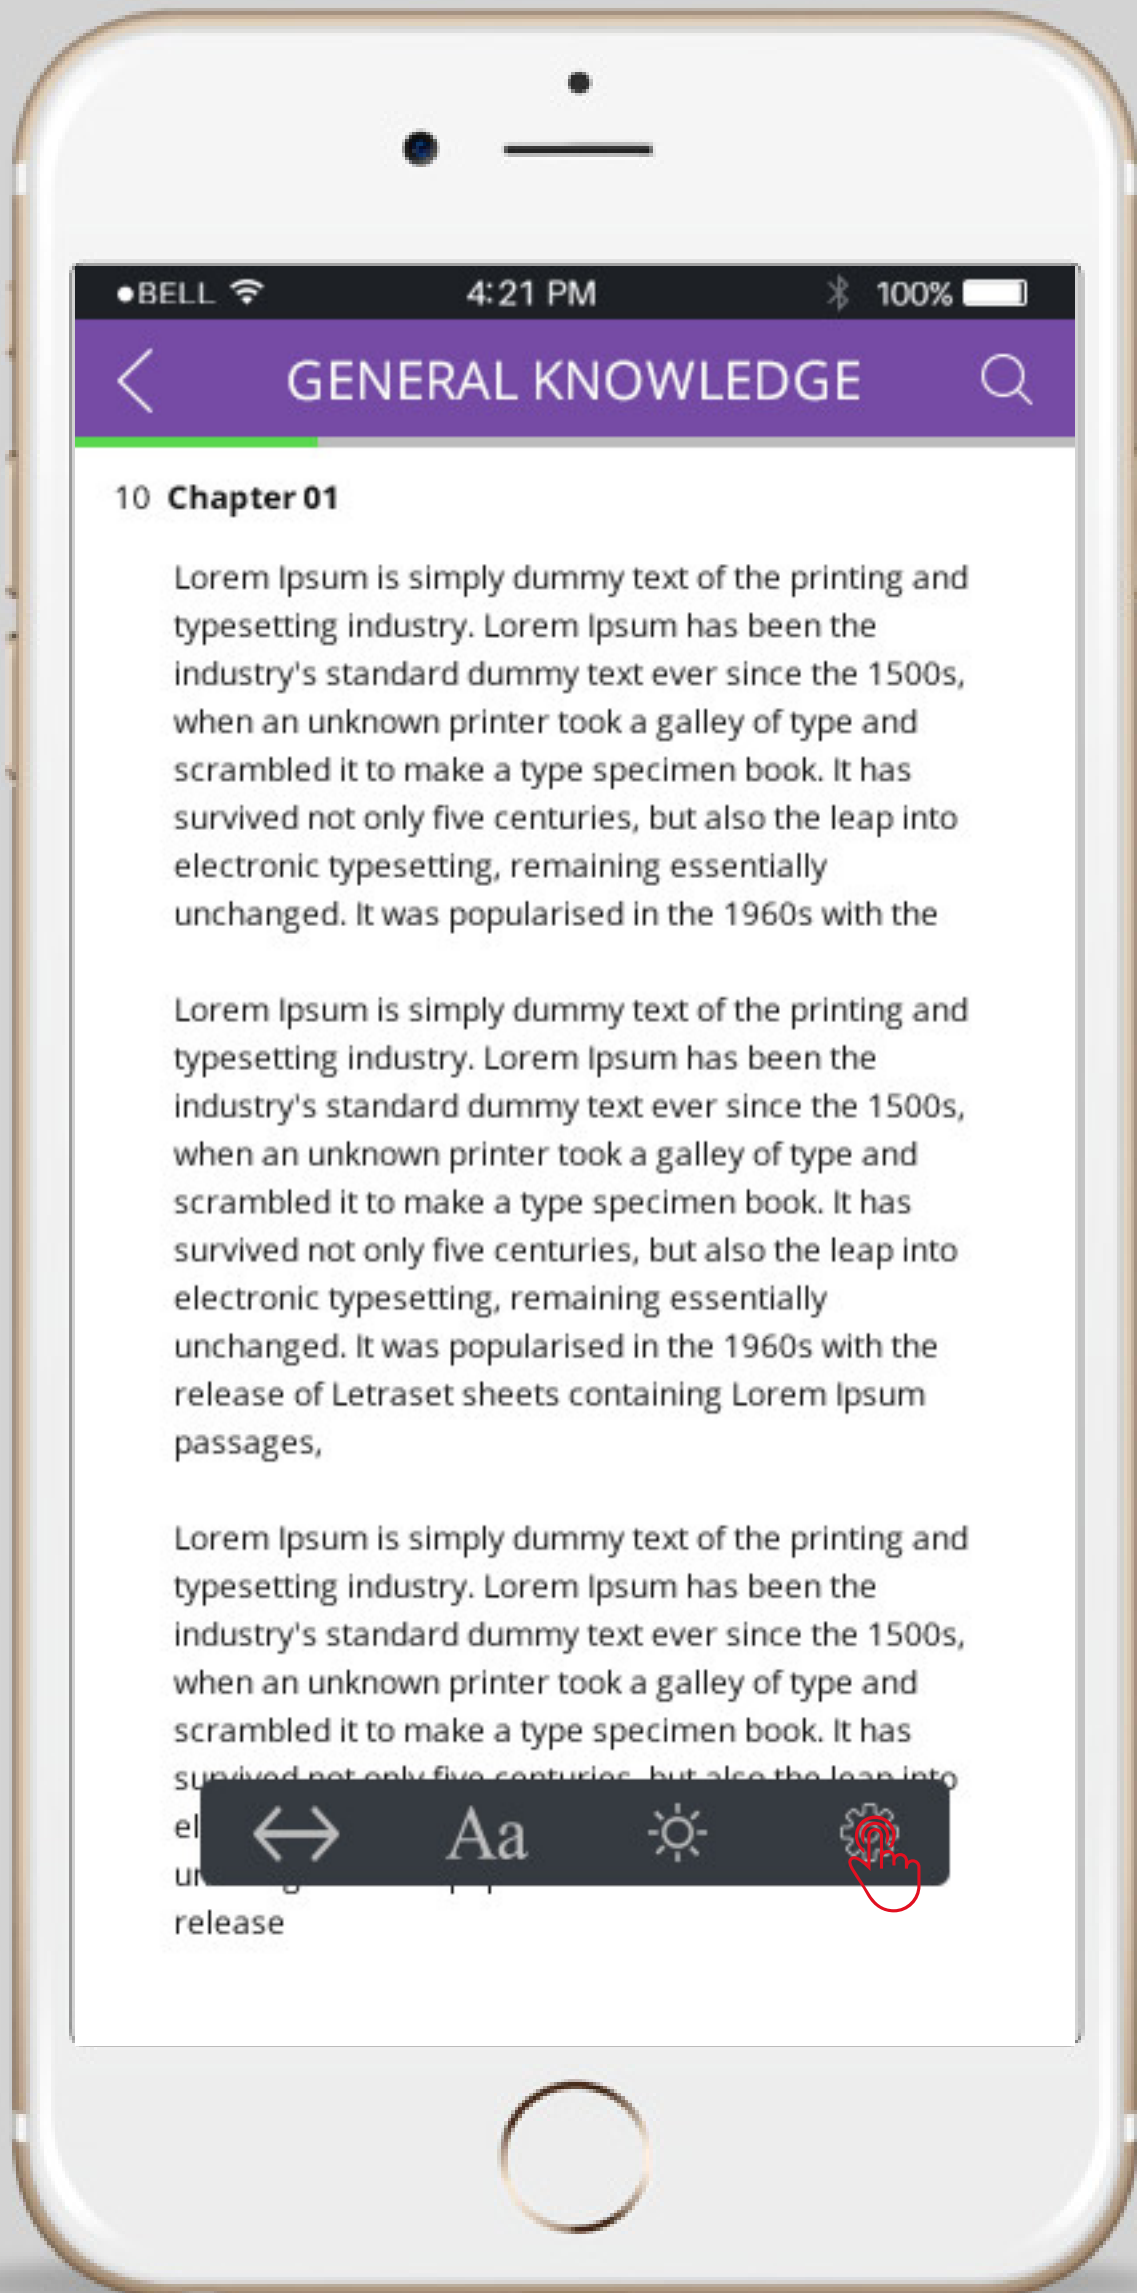 BELL 4:21 PM 100%
GENERAL KNOWLEDGE
10 Chapter 01
Lorem Ipsum is simply dummy text of the printing and
typesetting industry. Lorem Ipsum has been the
industry's standard dummy text ever since the 1500s,
when an unknown printer took a galley of type and
scrambled it to make a type specimen book. It has
survived not only five centuries, but also the leap into
electronic typesetting, remaining essentially
unchanged. It was popularised in the 1960s with the
Lorem Ipsum is simply dummy text of the printing and
typesetting industry. Lorem Ipsum has been the
industry's standard dummy text ever since the 1500s,
when an unknown printer took a galley of type and
scrambled it to make a type specimen book. It has
survived not only five centuries, but also the leap into
electronic typesetting, remaining essentially
unchanged. It was popularised in the 1960s with the
release of Letraset sheets containing Lorem Ipsum
passages,
Lorem Ipsum is simply dummy text of the printing and
typesetting industry. Lorem Ipsum has been the
industry's standard dummy text ever since the 1500s,
when an unknown printer took a galley of type and
scrambled it to make a type specimen book. It has
survived not only five centuries, but also the leap into
Aa
release